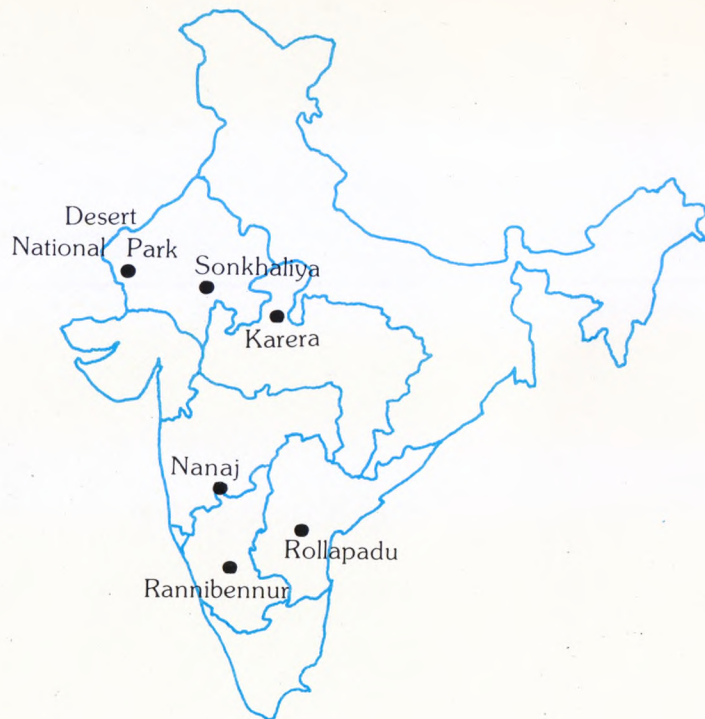 Desert
National Park
Sonkhaliya
Karera
Nanaj
Rollapadu
Rannibennur